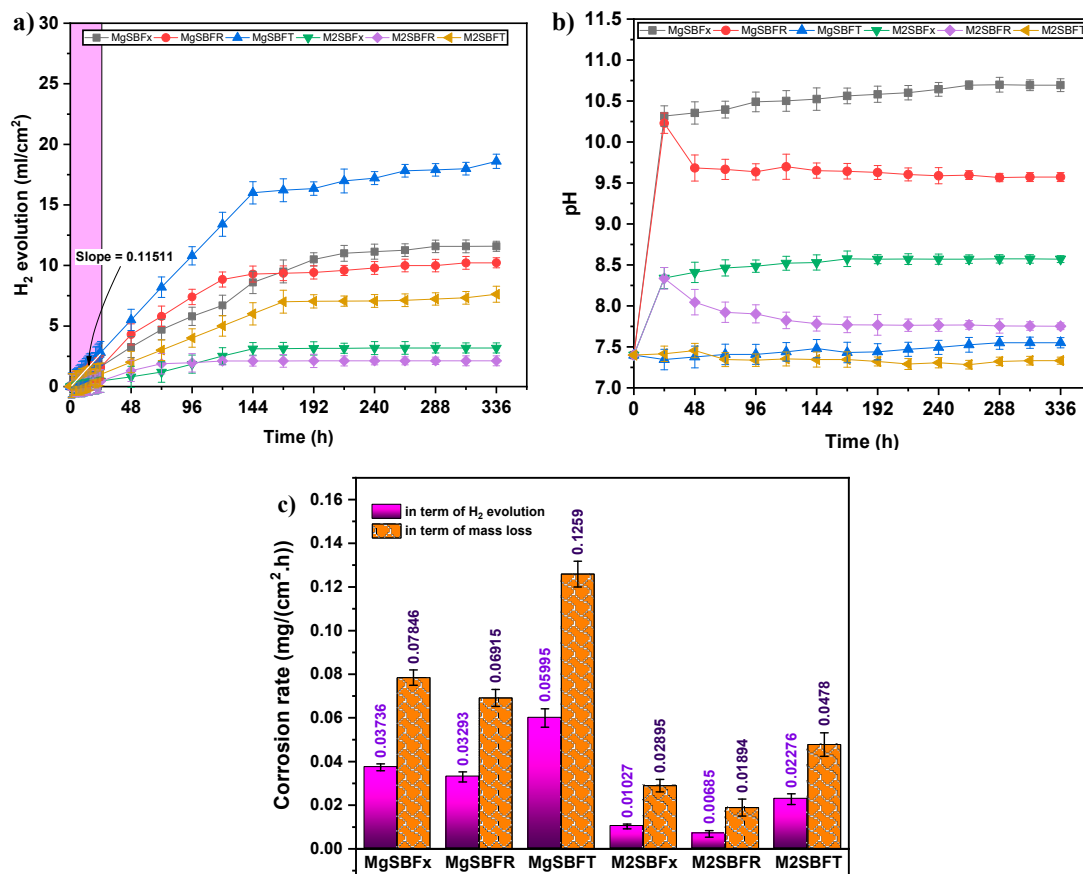 a)
MgSBFx MgSBFR MgSBFT M2SBFx M2SBFR M2SBFT
30
25
20
15
10
5
0
H2 evolution (ml/cm2)
Slope = 0.11511
0 48 96 144 192 240 288 336
Time (h)
b)
MgSBFx MgSBFR MgSBFT M2SBFx M2SBFR M2SBFT
11.5
11.0
10.5
10.0
9.5
9.0
8.5
8.0
7.5
7.0
pH
0 48 96 144 192 240 288 336
Time (h)
c)
in term of H2 evolution
in term of mass loss
0.16
0.14
0.12
0.10
0.08
0.06
0.04
0.02
0.00
Corrosion rate (mg/(cm2.h))
0.03736
0.07846
0.03293
0.06915
0.05995
0.1259
0.01027
0.02895
0.00685
0.01894
0.02276
0.0478
MgSBFx MgSBFR MgSBFT M2SBFx M2SBFR M2SBFT